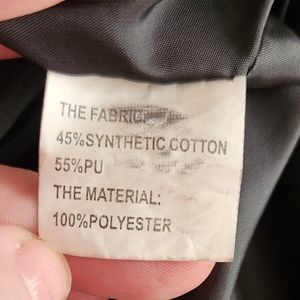 THE FABRIC:
45%SYNTHETIC COTTON
55%PU
THE MATERIAL:
100%POLYESTER